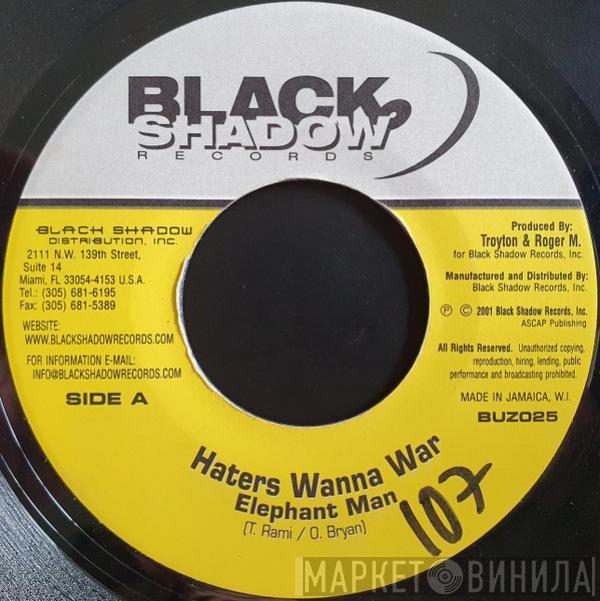 BLACK
SHADOW
RECORDS
BLACK SHADOW
DISTRIBUTION, INC.
2111 N.W. 139th Street,
Suite 14
Miami, FL 33054-4153 U.S.A.
Tel.: (305) 681-6195
Fax: (305) 681-5389
WEBSITE:
WWW.BLACKSHADOWRECORDS.COM
FOR INFORMATION E-MAIL:
INFO@BLACKSHADOWRECORDS.COM
SIDE A
Produced By:
Troyton & Roger M.
for Black Shadow Records, Inc.
Manufactured and Distributed By:
Black Shadow Records, Inc.
℗ © 2001 Black Shadow Records, Inc.
ASCAP Publishing
All Rights Reserved. Unauthorized copying,
reproduction, hiring, lending, public
performance and broadcasting prohibited.
MADE IN JAMAICA, W.I.
BUZ025
Haters Wanna War
Elephant Man
(T. Rami / O. Bryan)
107
МАРКЕТ ВИНИЛА